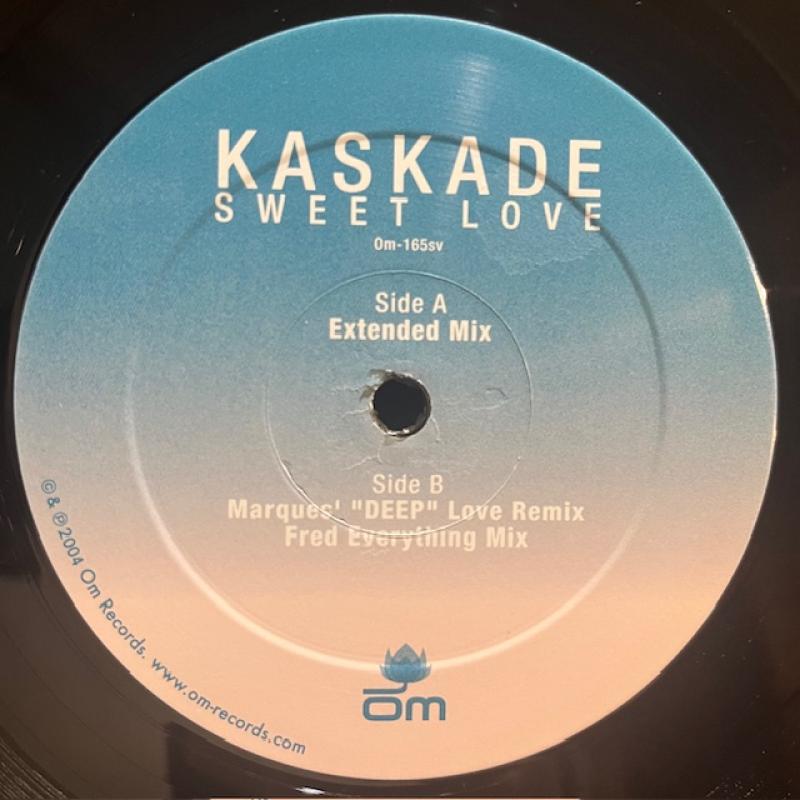 KASKADE
SWEET LOVE
Om-165sv
Side A
Extended Mix
Side B
Marques' "DEEP" Love Remix
Fred Everything Mix
© & ℗ 2004 Om Records. www.om-records.com
om